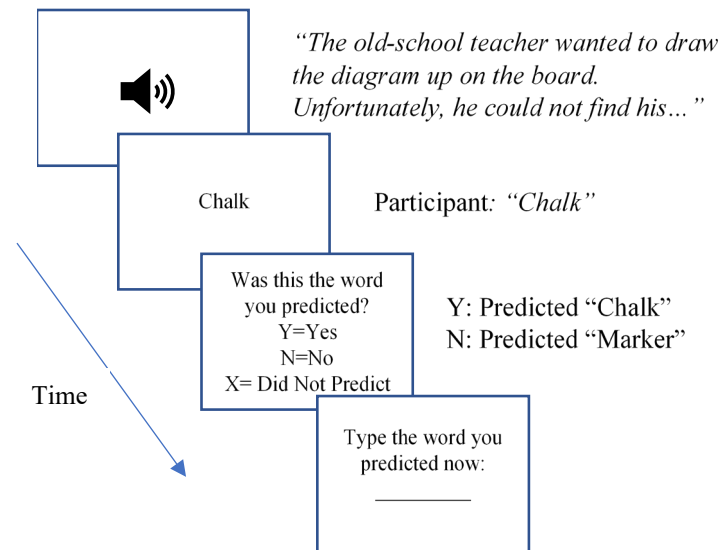 “The old-school teacher wanted to draw
the diagram up on the board.
Unfortunately, he could not find his…”
Chalk
Participant: “Chalk”
Was this the word
you predicted?
Y=Yes
N=No
X= Did Not Predict
Y: Predicted “Chalk”
N: Predicted “Marker”
Time
Type the word you
predicted now: